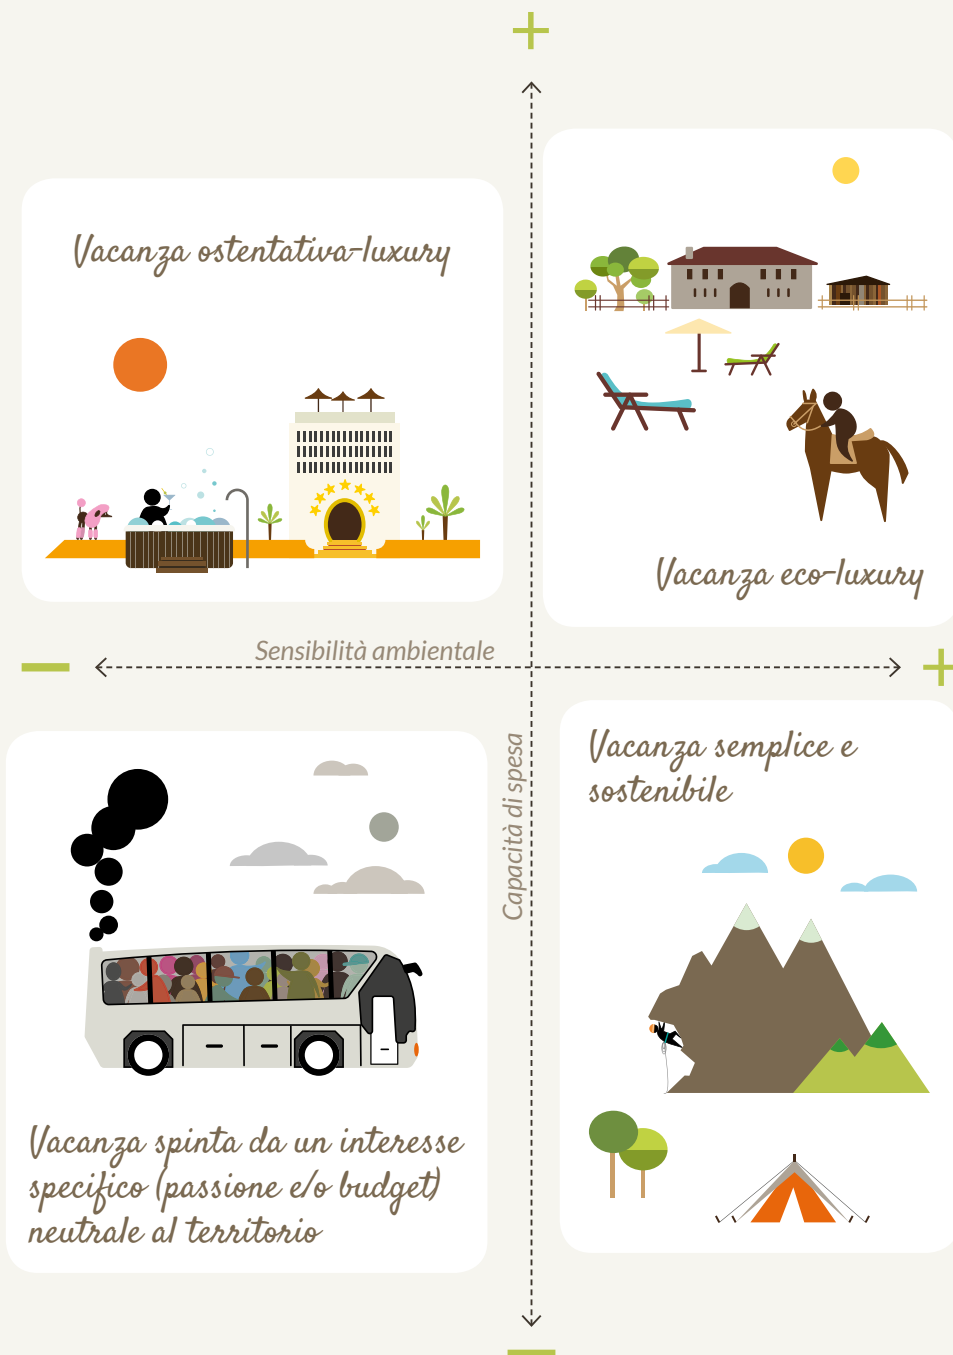 +
Vacanza ostentativa-luxury
Vacanza eco-luxury
Sensibilità ambientale
Capacità di spesa
Vacanza semplice e
sostenibile
Vacanza spinta da un interesse
specifico (passione e/o budget)
neutrale al territorio